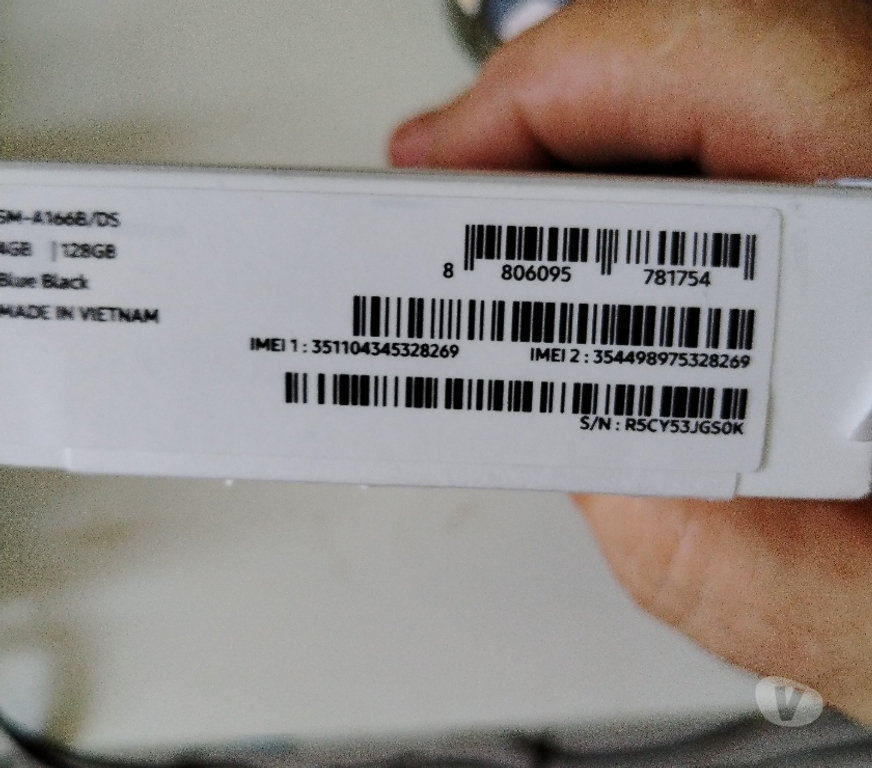 SM-A166B/DS
4GB | 128GB
Blue Black
MADE IN VIETNAM
8 806095 781754
IMEI 1 : 351104345328269 IMEI 2 : 354498975328269
S/N : R5CY53JGS0K
V